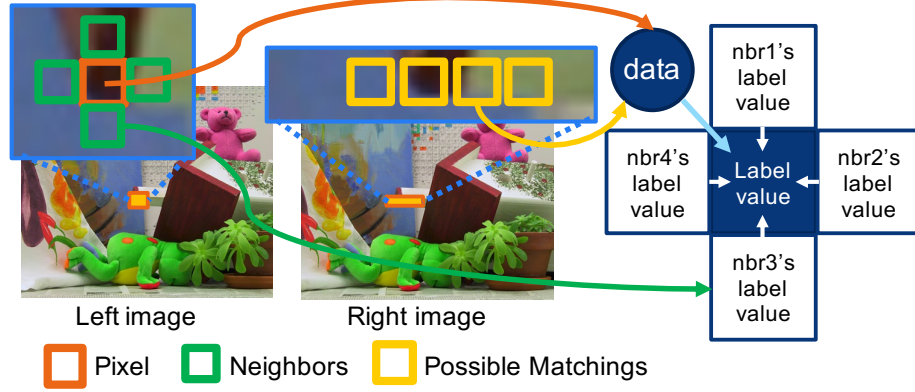 data
nbr1's
label
value
nbr4's
label
value
Label
value
nbr2's
label
value
nbr3's
label
value
Left image
Right image
Pixel
Neighbors
Possible Matchings